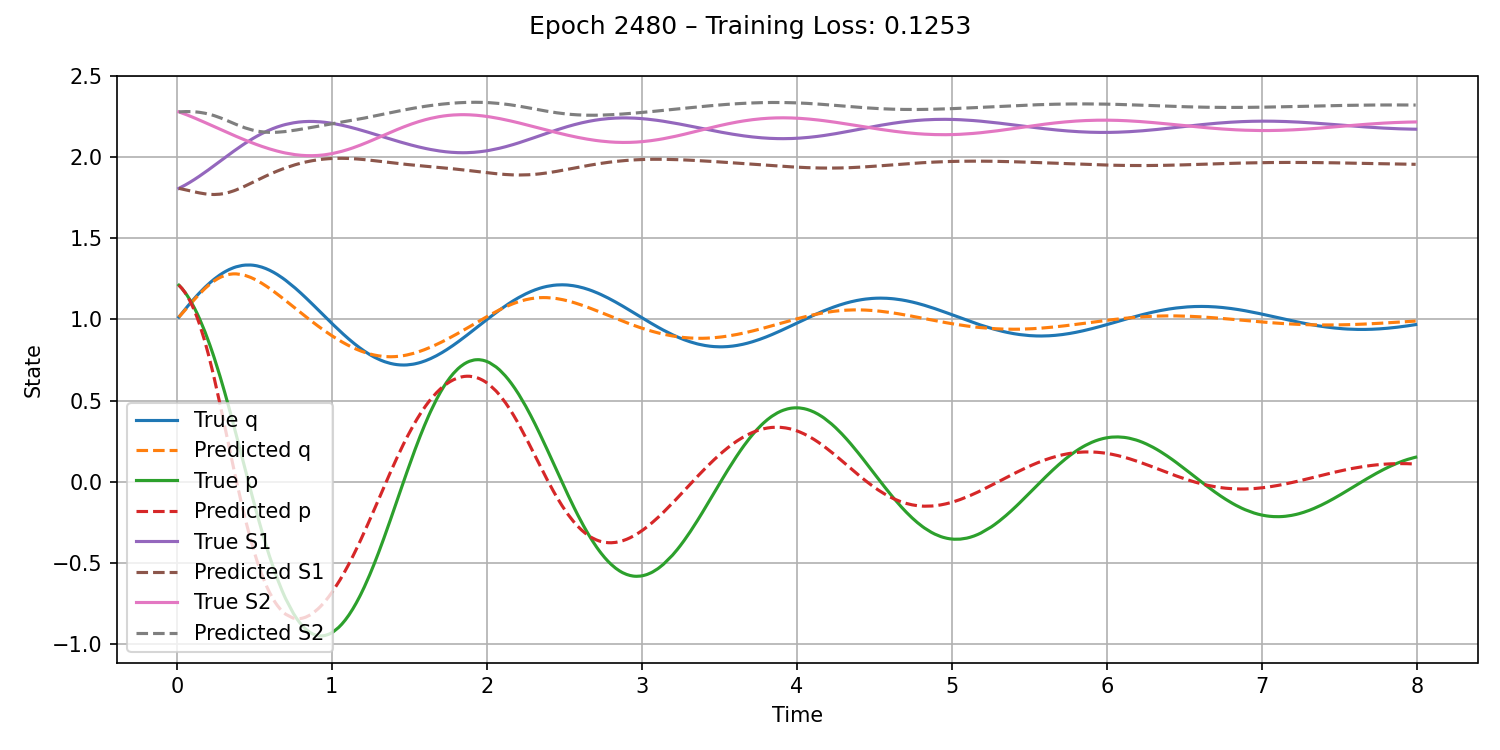 Epoch 2480 – Training Loss: 0.1253
2.5
2.0
1.5
1.0
0.5
0.0
−0.5
−1.0
State
True q
Predicted q
True p
Predicted p
True S1
Predicted S1
True S2
Predicted S2
0 1 2 3 4 5 6 7 8
Time